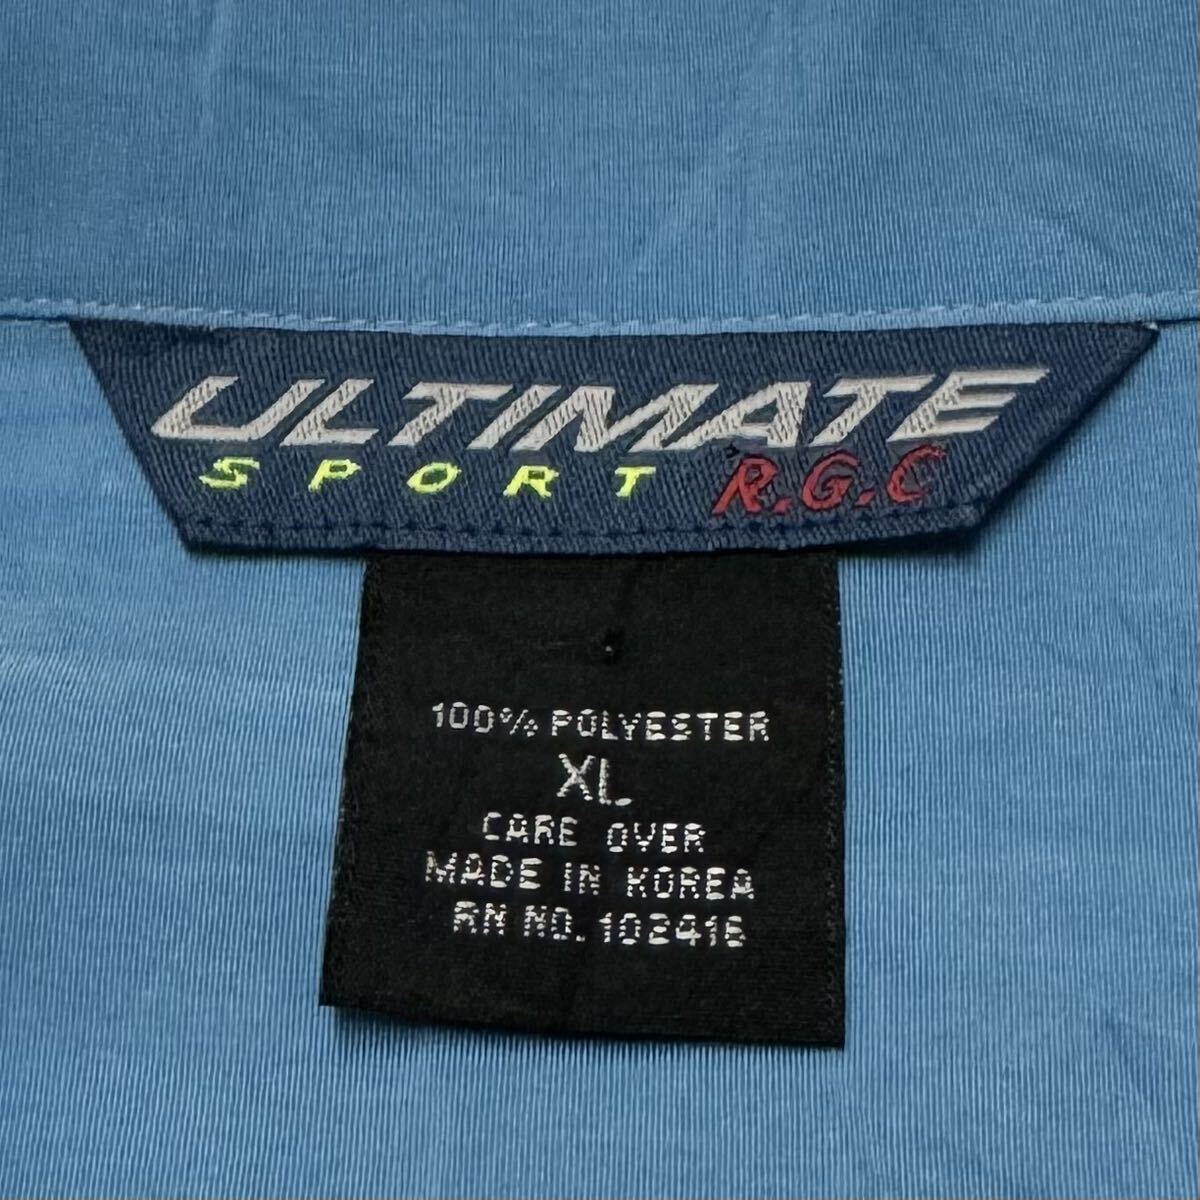 ULTIMATE
SPORT R.G.C
100% POLYESTER
XL
CARE OVER
MADE IN KOREA
RN NO. 102416